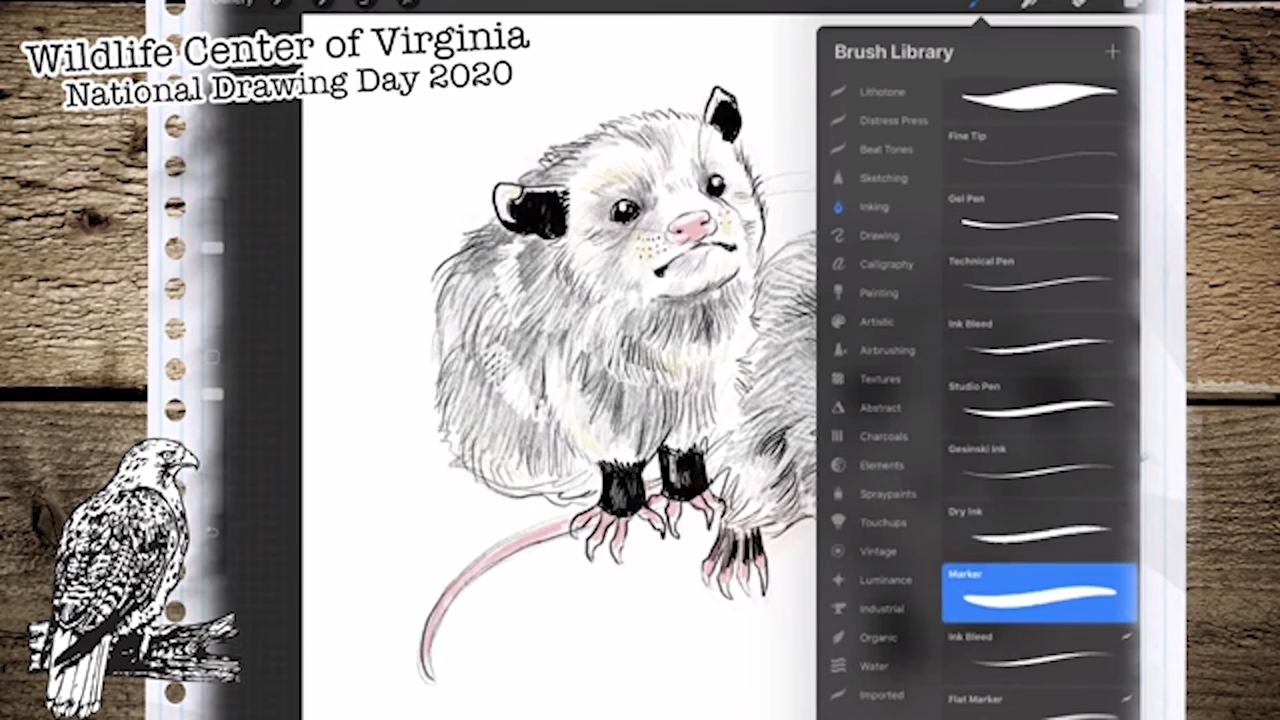 Gallery
Wildlife Center of Virginia
National Drawing Day 2020
Brush Library
Lithotone
Distress Press
Beat Tones
Sketching
Inking
Drawing
Calligraphy
Painting
Artistic
Airbrushing
Textures
Abstract
Charcoals
Elements
Spraypaints
Touchups
Vintage
Luminance
Industrial
Organic
Water
Imported
Fine Tip
Gel Pen
Technical Pen
Ink Bleed
Studio Pen
Gesinski Ink
Dry Ink
Marker
Ink Bleed
Flat Marker